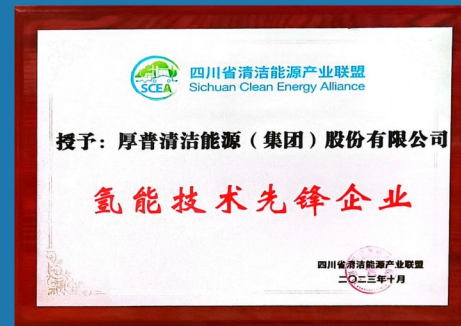 SCEA
四川省清洁能源产业联盟
Sichuan Clean Energy Alliance
授予：厚普清洁能源（集团）股份有限公司
氢能技术先锋企业
四川省清洁能源产业联盟
二〇二三年十月